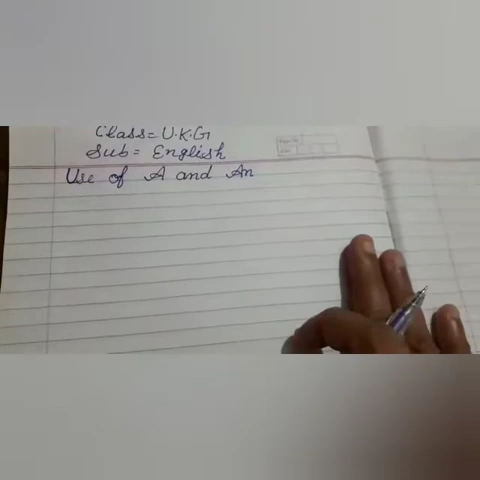 Class = U.K.G
Sub = English
Use of A and An